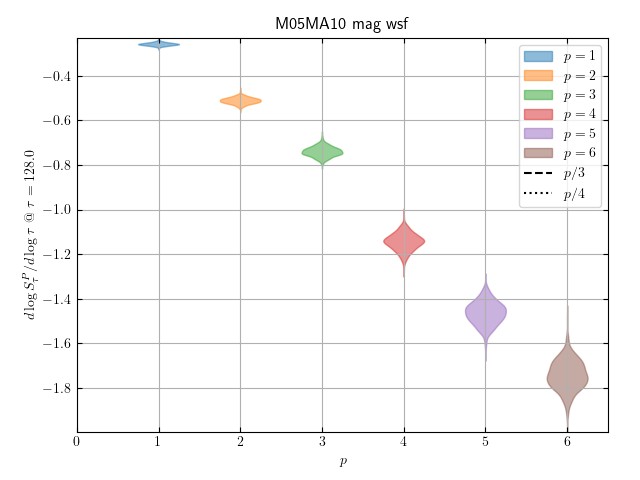 M05MA10 mag wsf
d log S_τ^P / d log τ @ τ = 128.0
−0.4
−0.6
−0.8
−1.0
−1.2
−1.4
−1.6
−1.8
p = 1
p = 2
p = 3
p = 4
p = 5
p = 6
p/3
p/4
0 1 2 3 4 5 6
p